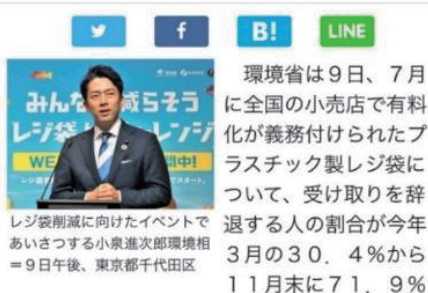 B!
LINE
みんなで減らそう
レジ袋チャレンジ
WE
中!
レジ袋削減に向けたイベントで
あいさつする小泉進次郎環境相
=9日午後、東京都千代田区
環境省は9日、7月
に全国の小売店で有料
化が義務付けられたプ
ラスチック製レジ袋に
ついて、受け取りを辞
退する人の割合が今年
3月の30.4%から
11月末に71.9%